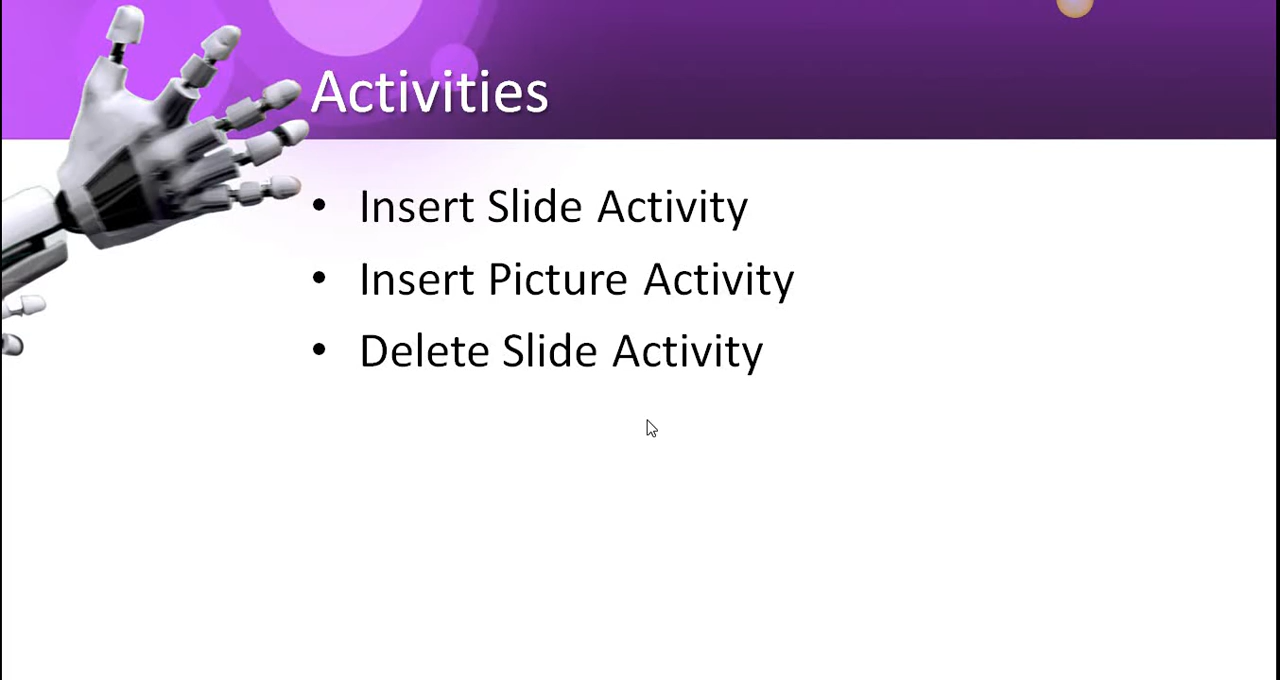 Activities
• Insert Slide Activity
• Insert Picture Activity
• Delete Slide Activity